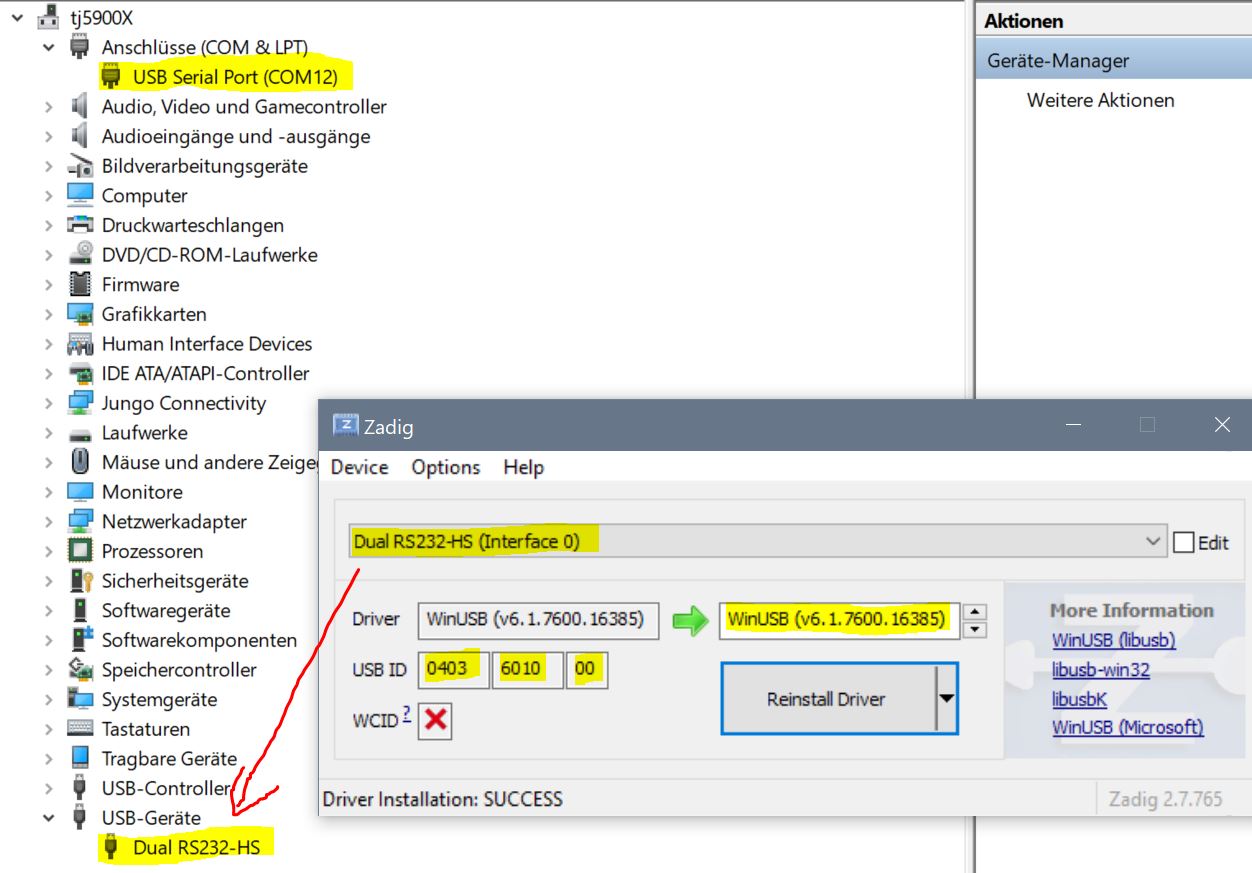 tj5900X
Anschlüsse (COM & LPT)
USB Serial Port (COM12)
Audio, Video und Gamecontroller
Audioeingänge und -ausgänge
Bildverarbeitungsgeräte
Computer
Druckwarteschlangen
DVD/CD-ROM-Laufwerke
Firmware
Grafikkarten
Human Interface Devices
IDE ATA/ATAPI-Controller
Jungo Connectivity
Laufwerke
Mäuse und andere Zeigeg
Monitore
Netzwerkadapter
Prozessoren
Sicherheitsgeräte
Softwaregeräte
Softwarekomponenten
Speichercontroller
Systemgeräte
Tastaturen
Tragbare Geräte
USB-Controller
USB-Geräte
Dual RS232-HS
Aktionen
Geräte-Manager
Weitere Aktionen
Zadig
Device Options Help
Dual RS232-HS (Interface 0)
Edit
Driver WinUSB (v6.1.7600.16385) WinUSB (v6.1.7600.16385)
USB ID 0403 6010 00
WCID ?
Reinstall Driver
More Information
WinUSB (libusb)
libusb-win32
libusbK
WinUSB (Microsoft)
Driver Installation: SUCCESS
Zadig 2.7.765